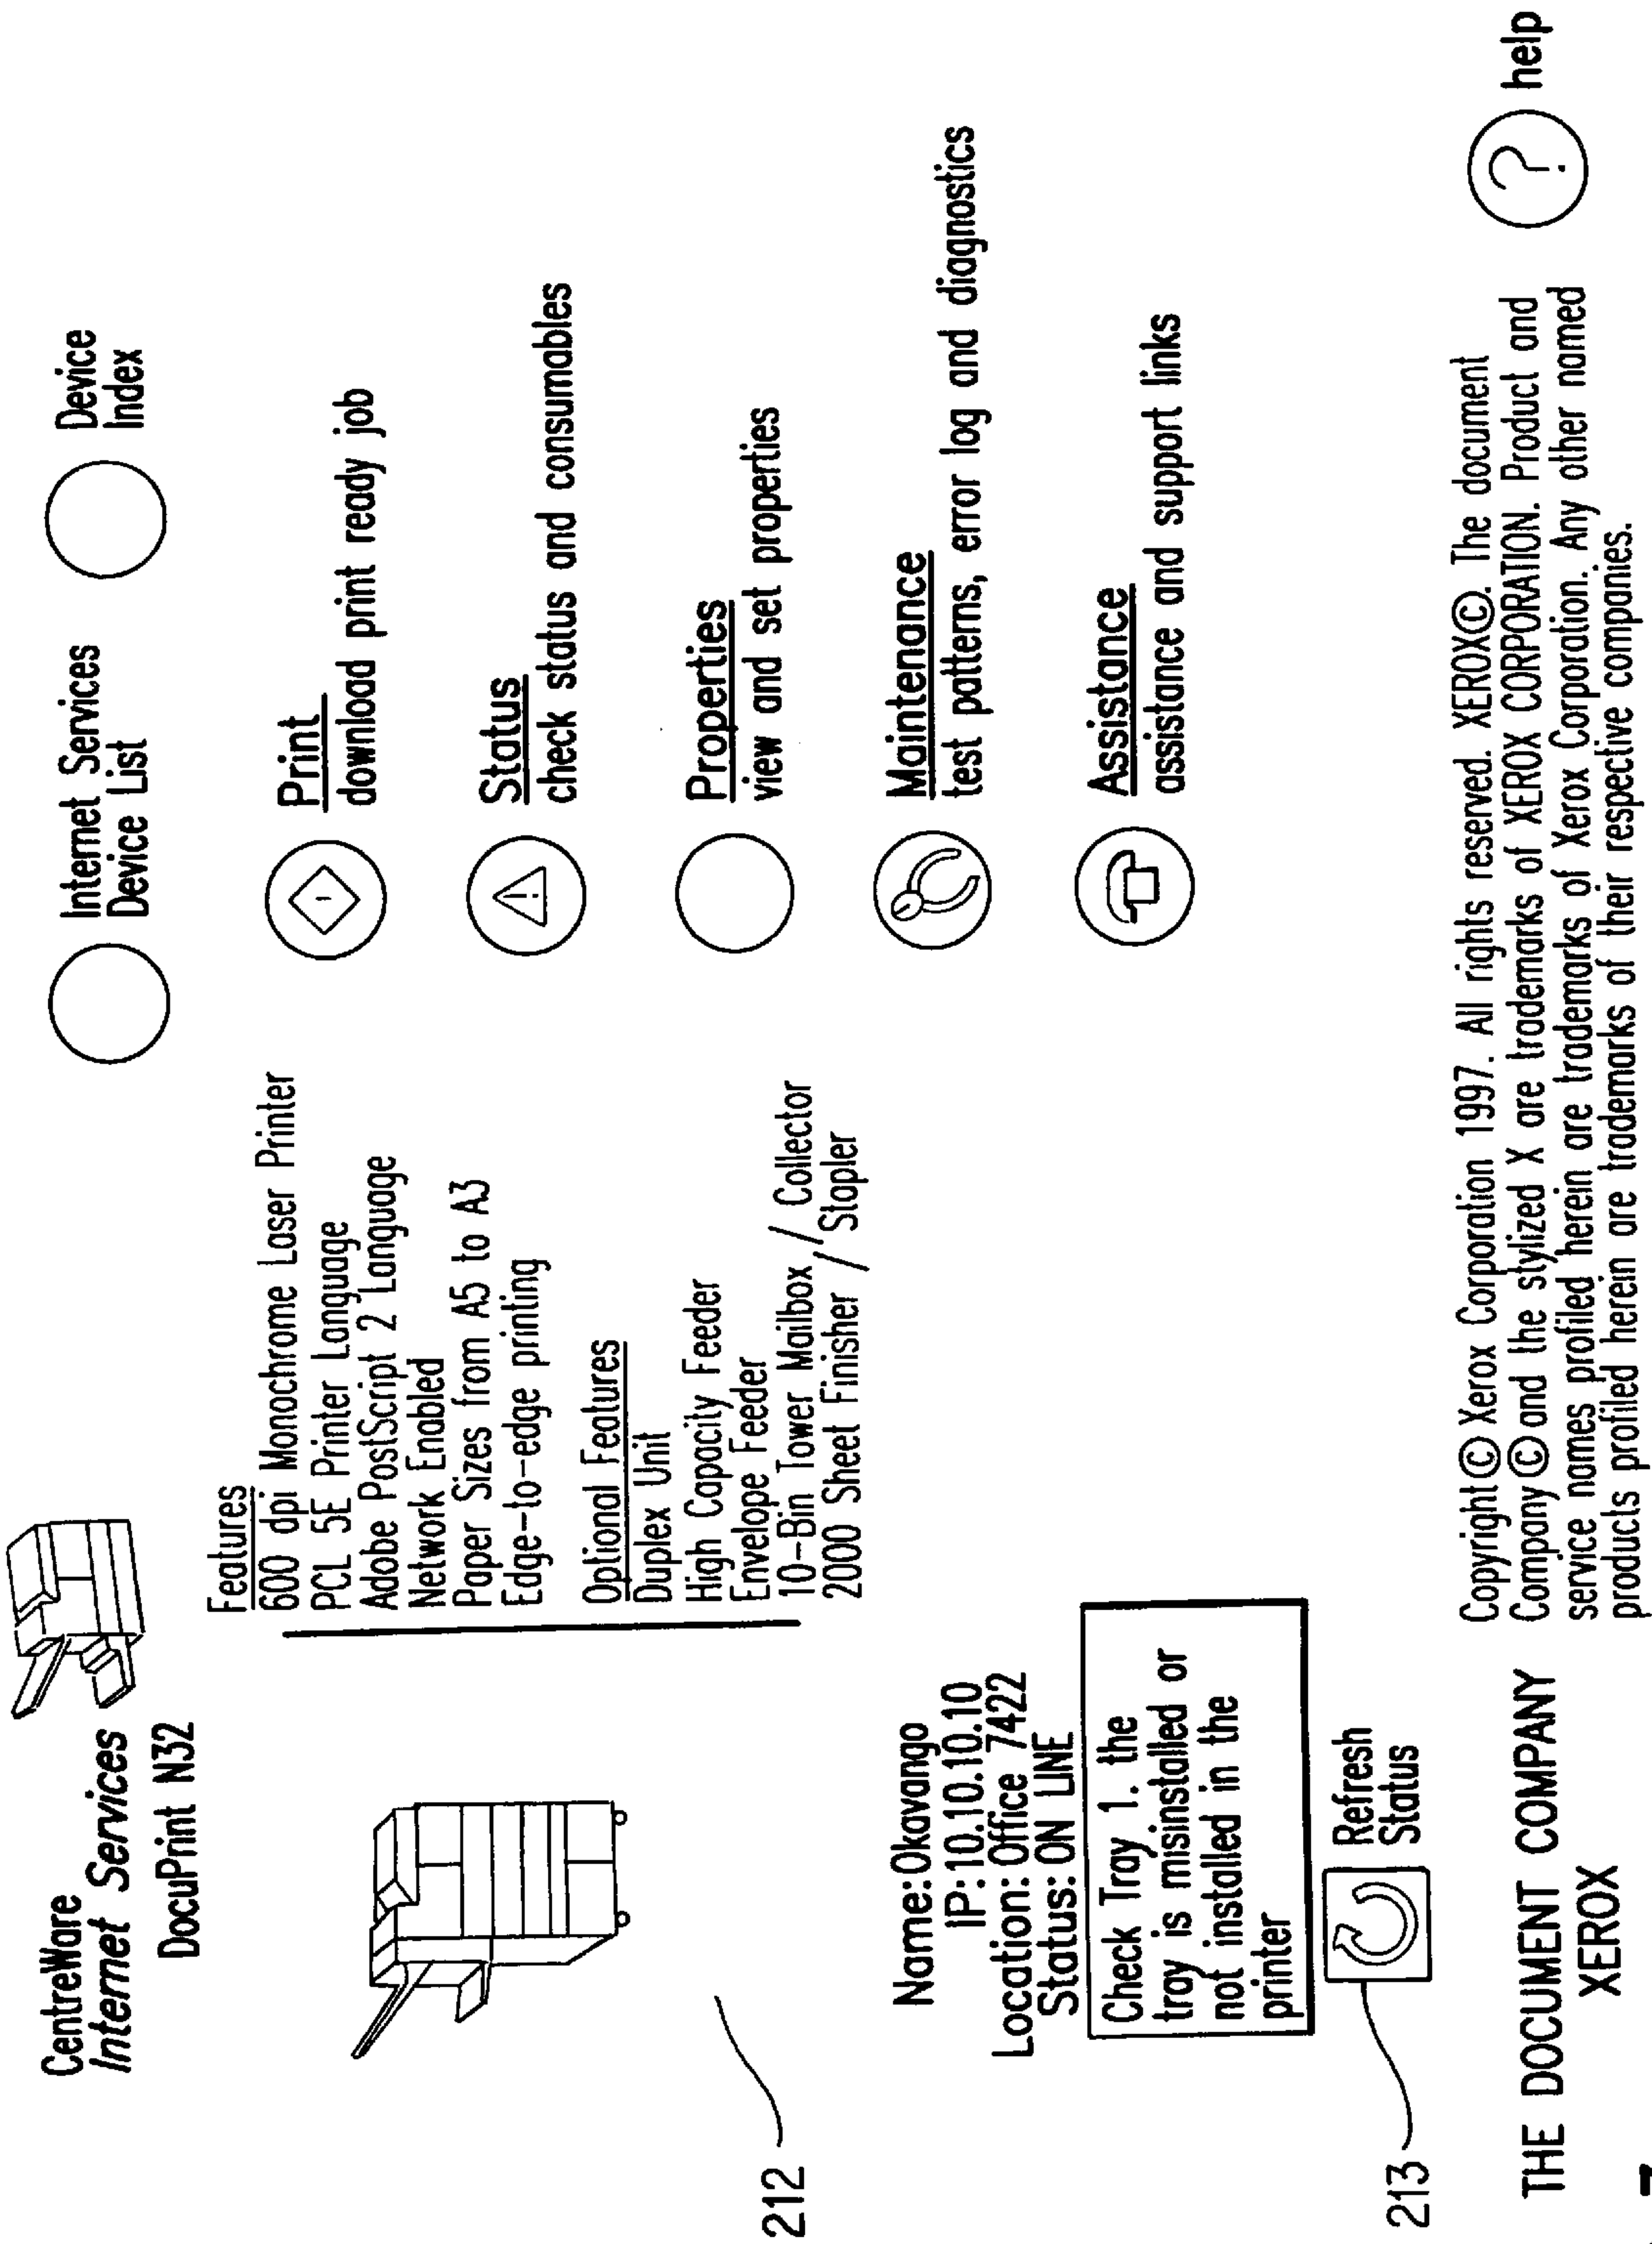 CentreWare
Internet Services
DocuPrint N32
Internet Services
Device List
Device
Index
Features
600 dpi Monochrome Laser Printer
PCL 5E Printer Language
Adobe PostScript 2 Language
Network Enabled
Paper Sizes from A5 to A3
Edge-to-edge printing
Optional Features
Duplex Unit
High Capacity Feeder
Envelope Feeder
10-Bin Tower Mailbox / Collector
2000 Sheet Finisher / Stapler
Print
download print ready job
Status
check status and consumables
Properties
view and set properties
Maintenance
test patterns, error log and diagnostics
Assistance
assistance and support links
212
Name:Okavango
IP:10.10.10.10
Location: Office 7422
Status: ON LINE
Check Tray 1. the
tray is misinstalled or
not installed in the
printer
213
Refresh
Status
THE DOCUMENT COMPANY
XEROX
Copyright © Xerox Corporation 1997. All rights reserved. XEROX©. The document
Company © and the stylized X are trademarks of XEROX CORPORATION. Product and
service names profiled herein are trademarks of Xerox Corporation. Any other named
products profiled herein are trademarks of their respective companies.
? help